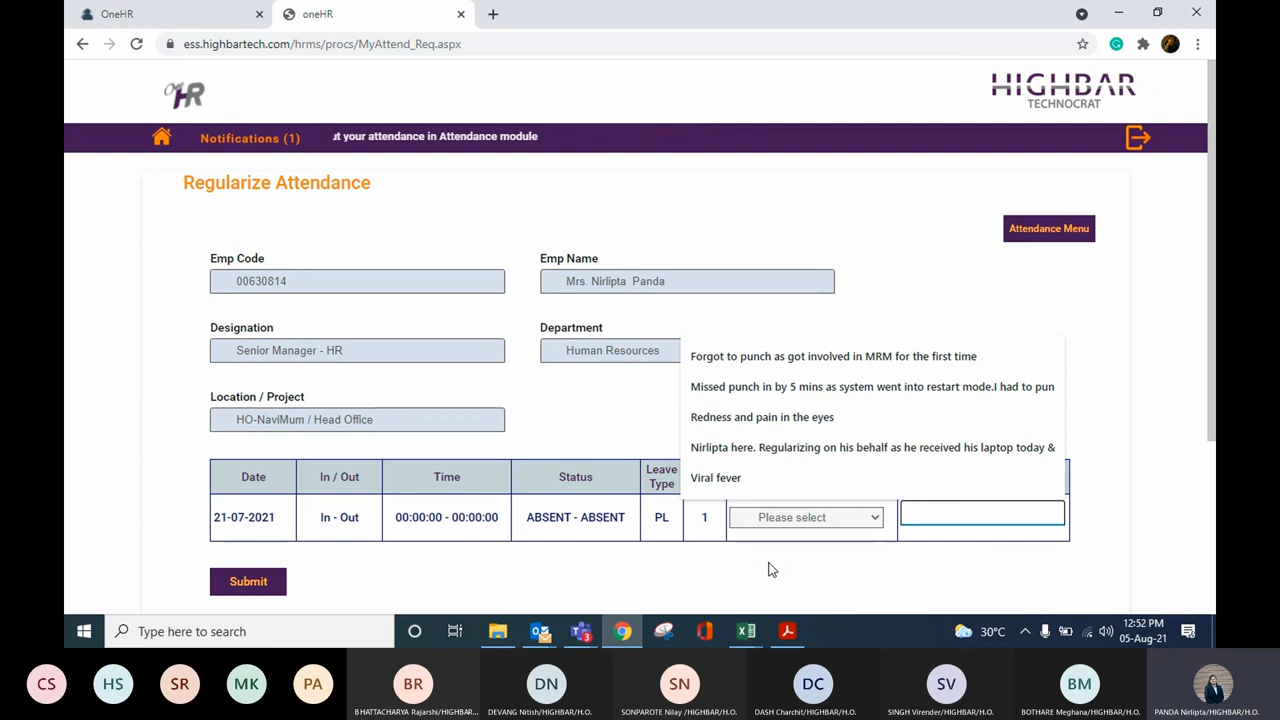 OneHR
oneHR
ess.highbartech.com/hrms/procs/MyAttend_Req.aspx
One HR
HIGHBAR
TECHNOCRAT
Notifications (1)
ut your attendance in Attendance module
Regularize Attendance
Attendance Menu
Emp Code
Emp Name
00630814
Mrs. Nirlipta Panda
Designation
Department
Senior Manager - HR
Human Resources
Forgot to punch as got involved in MRM for the first time
Missed punch in by 5 mins as system went into restart mode.I had to pun
Redness and pain in the eyes
Nirlipta here. Regularizing on his behalf as he received his laptop today &
Viral fever
Location / Project
HO-NaviMum / Head Office
Date
In / Out
Time
Status
Leave
Type
21-07-2021
In - Out
00:00:00 - 00:00:00
ABSENT - ABSENT
PL
1
Please select
Submit
Type here to search
3
30°C
12:52 PM
05-Aug-21
CS
HS
SR
MK
PA
BR
DN
SN
DC
SV
BM
BHATTACHARYA Rajarshi/HIGHBAR...
DEVANG Nitish/HIGHBAR/H.O.
SONPAROTE Nilay /HIGHBAR/H.O.
DASH Charchit/HIGHBAR/H.O.
SINGH Virender/HIGHBAR/H.O.
BOTHARE Meghana/HIGHBAR/H.O.
PANDA Nirlipta/HIGHBAR/H.O.